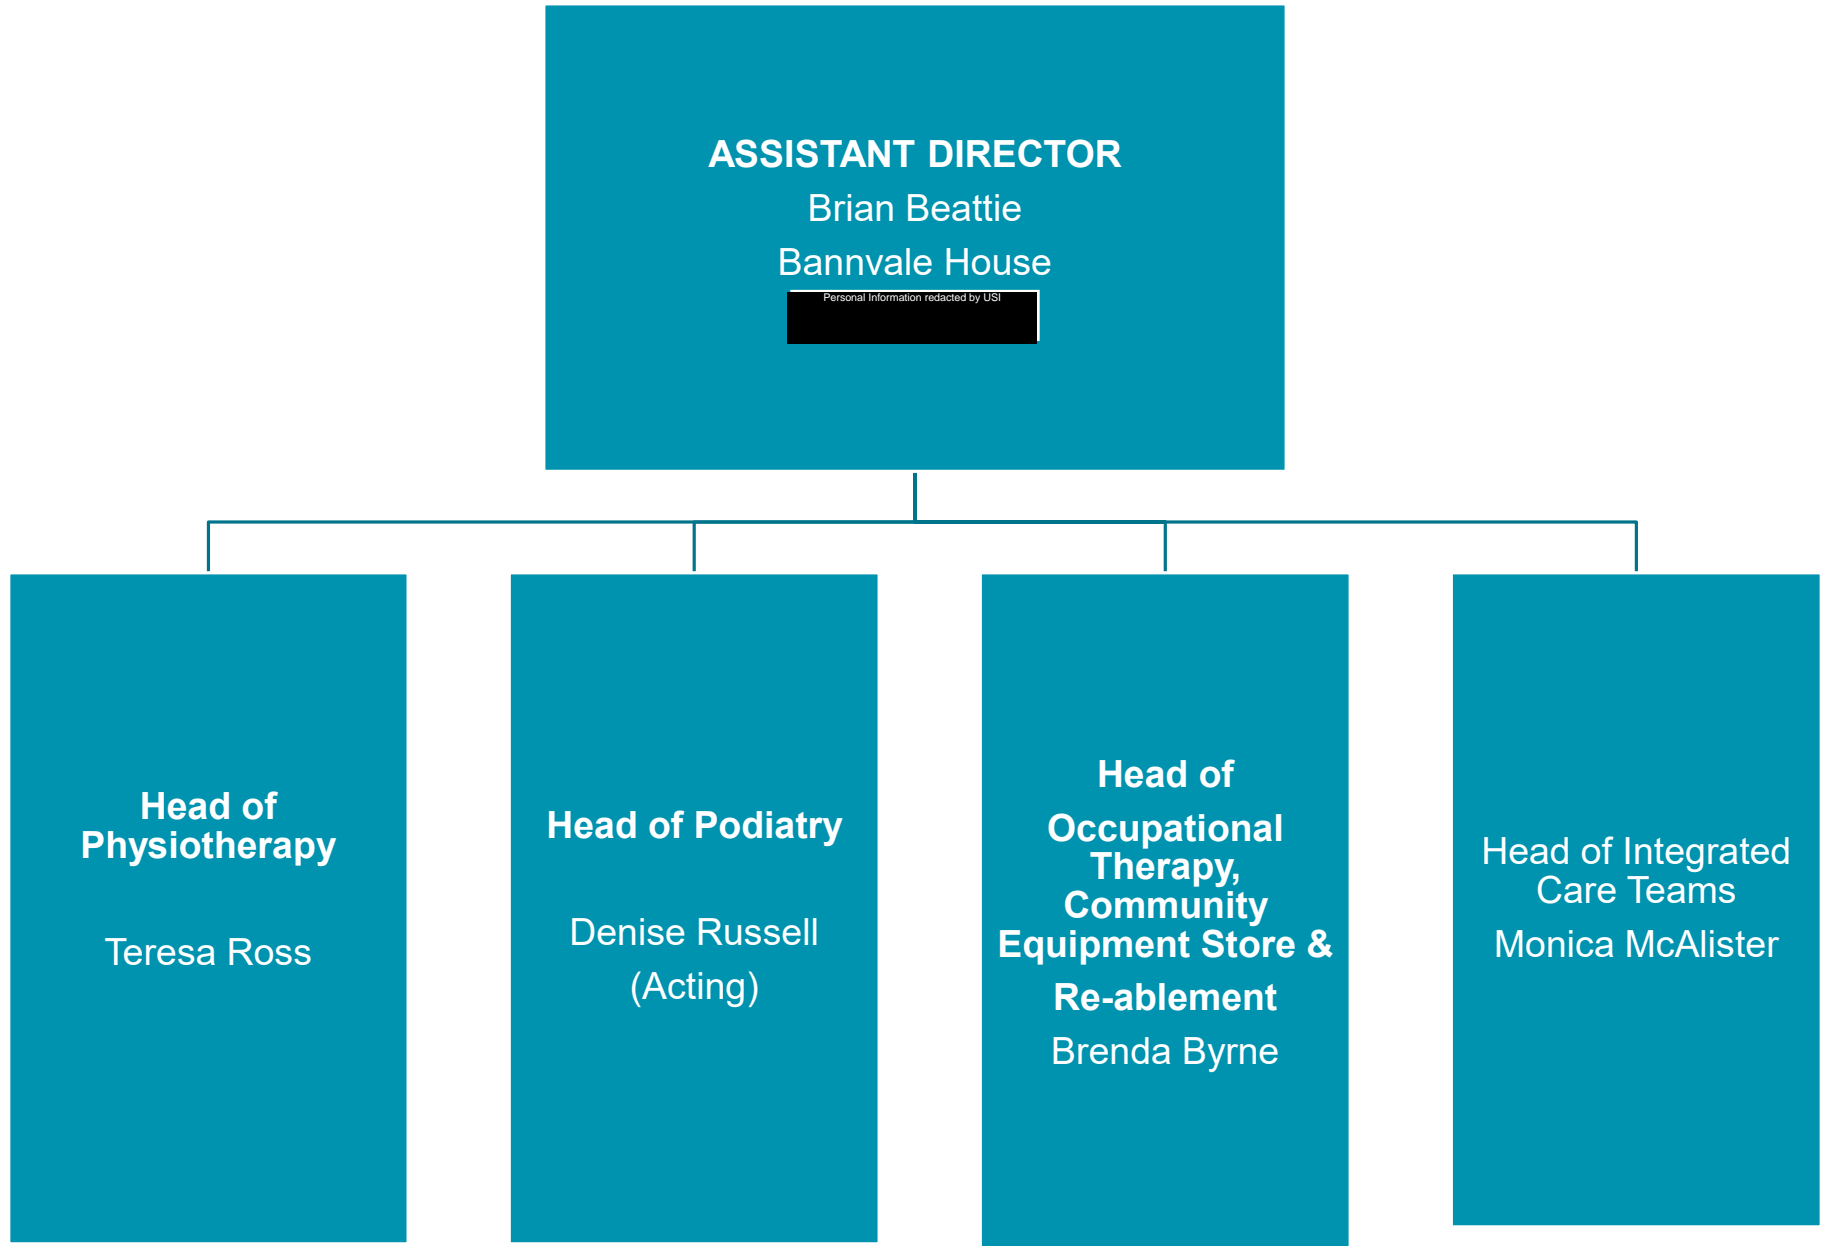 ASSISTANT DIRECTOR
Brian Beattie
Bannvale House
Personal Information redacted by USI
Head of
Physiotherapy
Teresa Ross
Head of Podiatry
Denise Russell
(Acting)
Head of
Occupational
Therapy,
Community
Equipment Store &
Re-ablement
Brenda Byrne
Head of Integrated
Care Teams
Monica McAlister